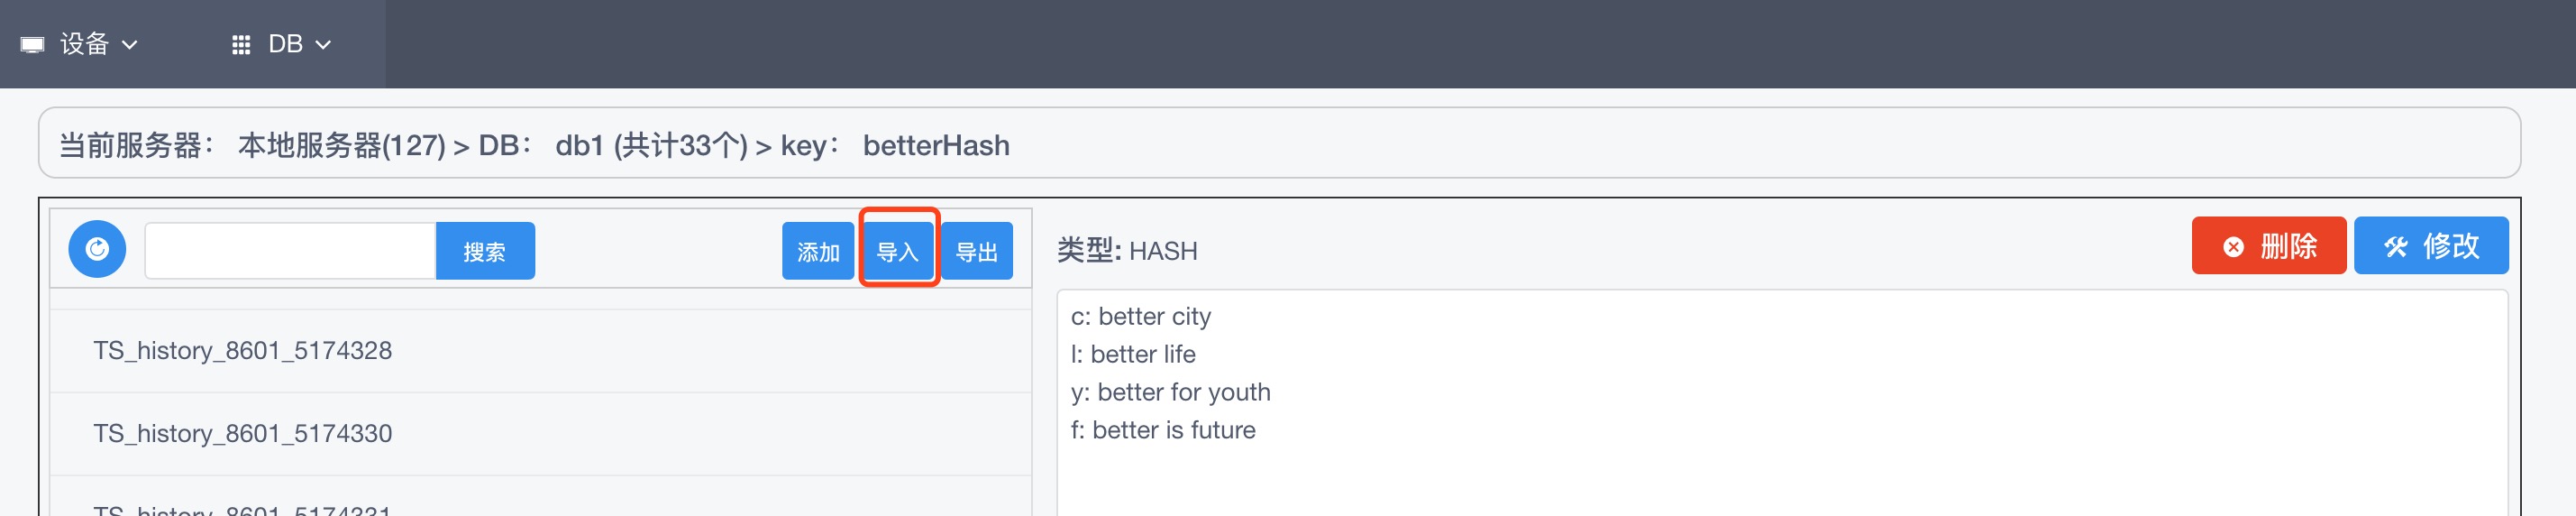 设备 DB
当前服务器： 本地服务器(127) > DB： db1 (共计33个) > key： betterHash
搜索 添加 导入 导出
TS_history_8601_5174328
TS_history_8601_5174330
TS_history_8601_5174331
类型: HASH 删除 修改
c: better city
l: better life
y: better for youth
f: better is future